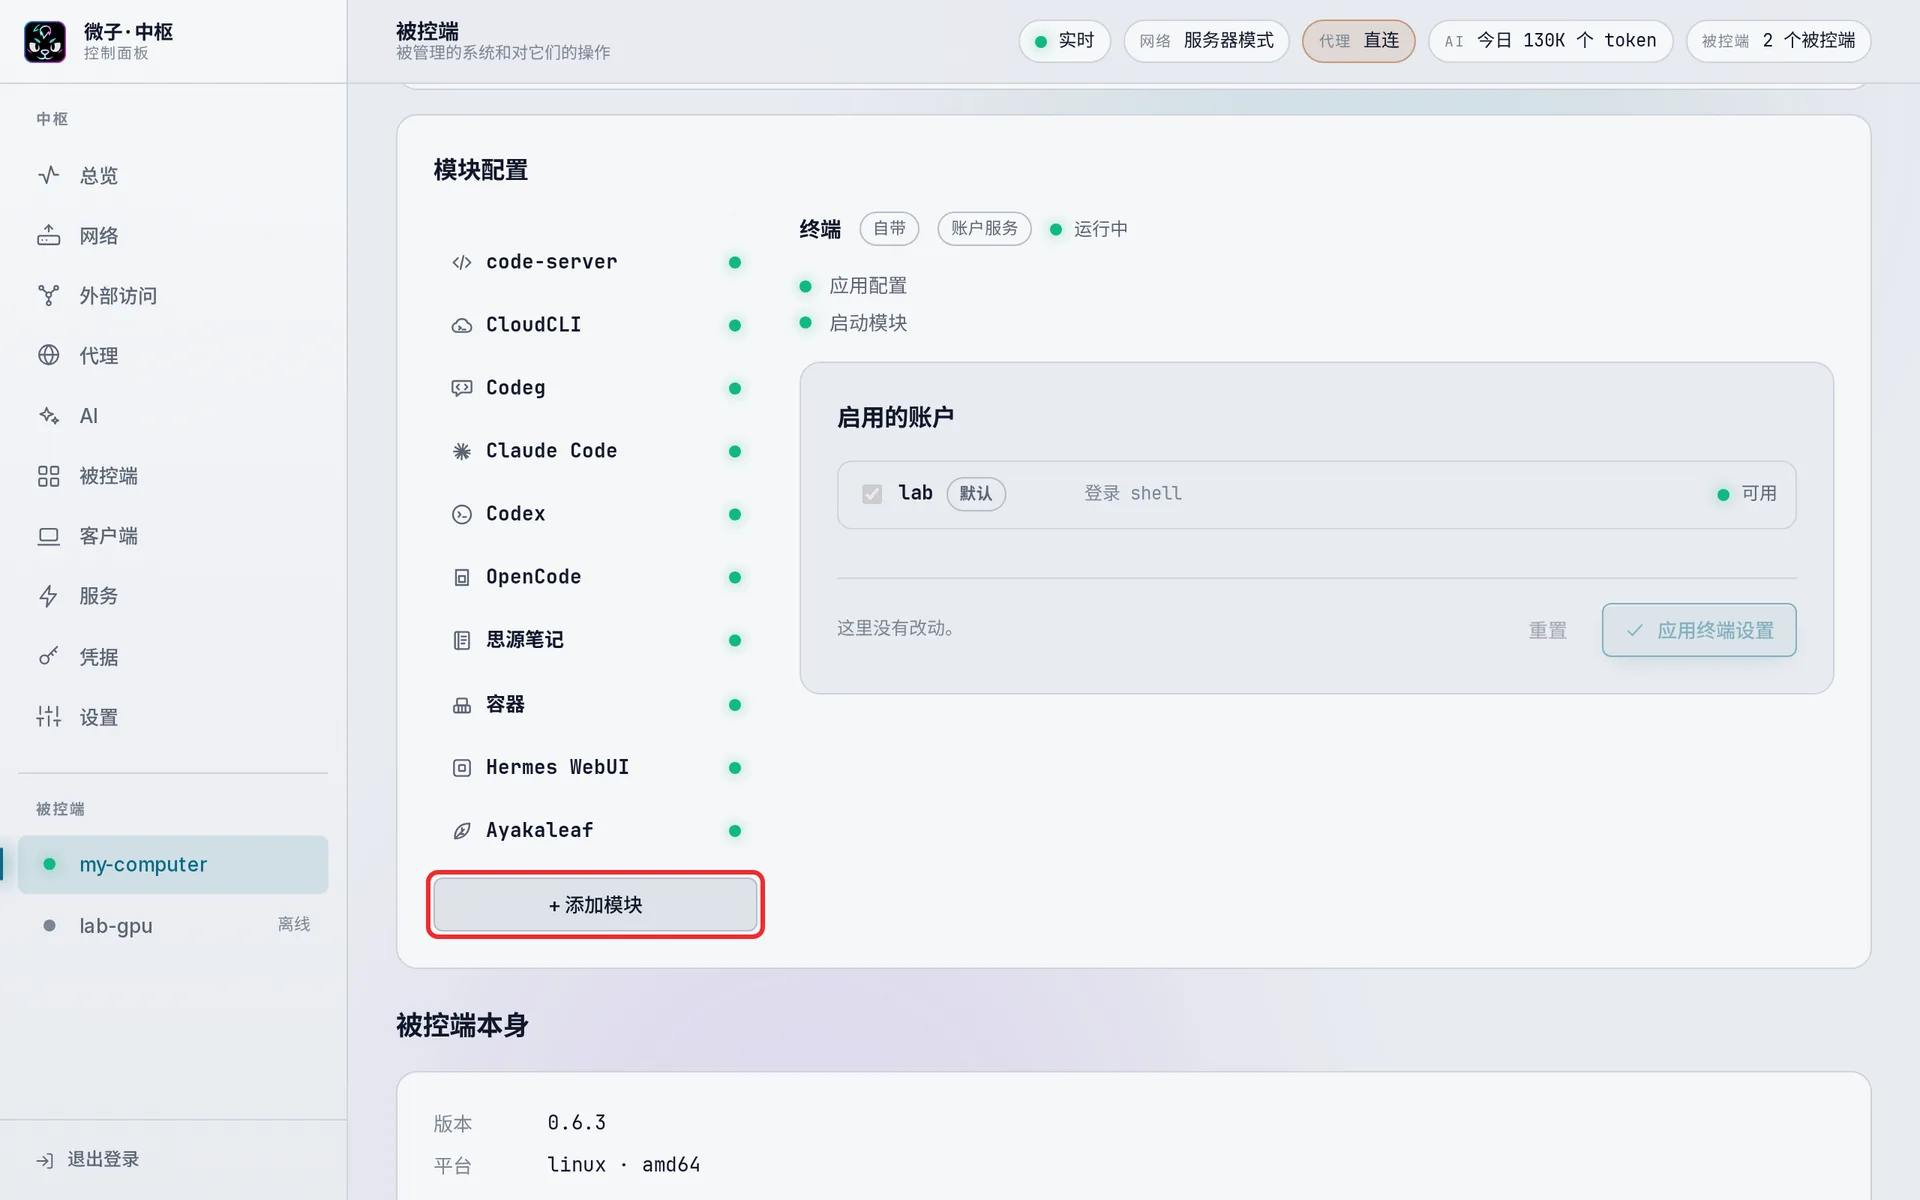 微子·中枢
控制面板
中枢
总览
网络
外部访问
代理
AI
被控端
客户端
服务
凭据
设置
被控端
my-computer
lab-gpu 离线
退出登录
被控端
被管理的系统和对它们的操作
实时
网络 服务器模式
代理 直连
AI 今日 130K 个 token
被控端 2 个被控端
模块配置
code-server
CloudCLI
Codeg
Claude Code
Codex
OpenCode
思源笔记
容器
Hermes WebUI
Ayakaleaf
+ 添加模块
终端 自带 账户服务 运行中
应用配置
启动模块
启用的账户
lab 默认 登录 shell 可用
这里没有改动。 重置 应用终端设置
被控端本身
版本 0.6.3
平台 linux · amd64